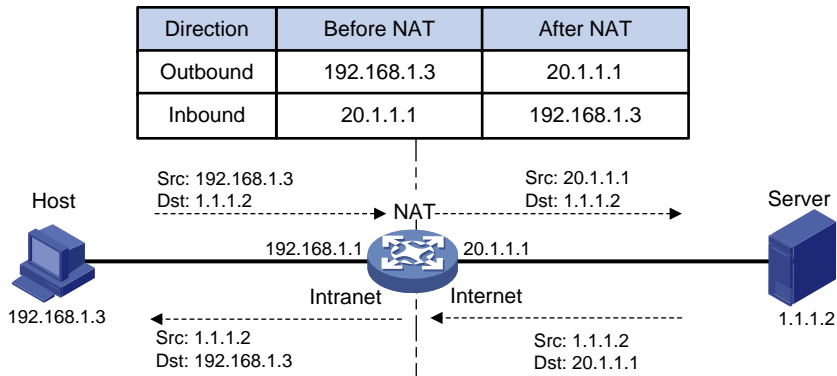 Direction Before NAT After NAT
Outbound 192.168.1.3 20.1.1.1
Inbound 20.1.1.1 192.168.1.3
Src: 192.168.1.3
Dst: 1.1.1.2
Src: 20.1.1.1
Dst: 1.1.1.2
Host
NAT
Server
192.168.1.1
20.1.1.1
Intranet
Internet
192.168.1.3
1.1.1.2
Src: 1.1.1.2
Dst: 192.168.1.3
Src: 1.1.1.2
Dst: 20.1.1.1